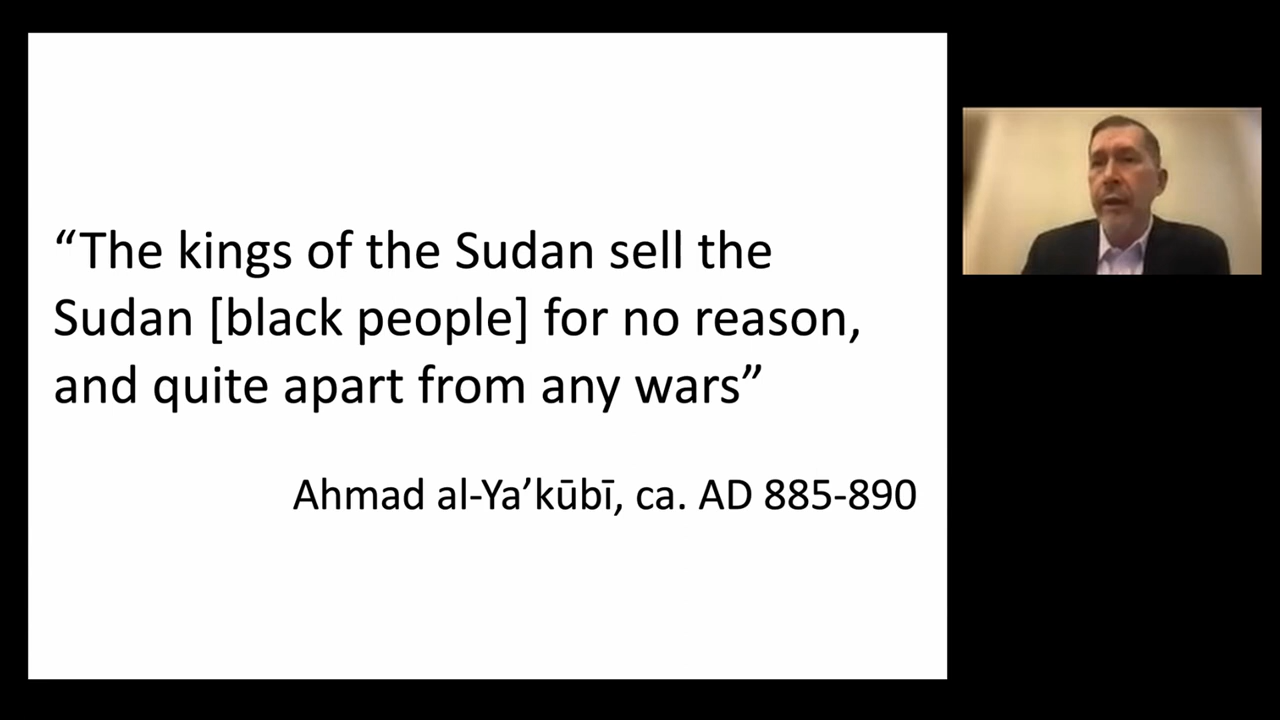 “The kings of the Sudan sell the
Sudan [black people] for no reason,
and quite apart from any wars”
Ahmad al-Ya’kūbī, ca. AD 885-890